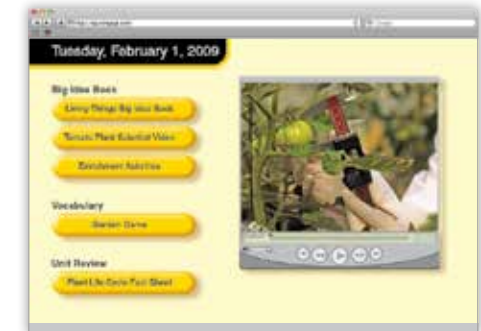 Tuesday, February 1, 2009
Big Idea Book
Living Things Big Idea Book
Tomato Plant Scientist Video
Enrichment Activities
Vocabulary
Garden Game
Unit Review
Plant Life Cycle Fact Sheet